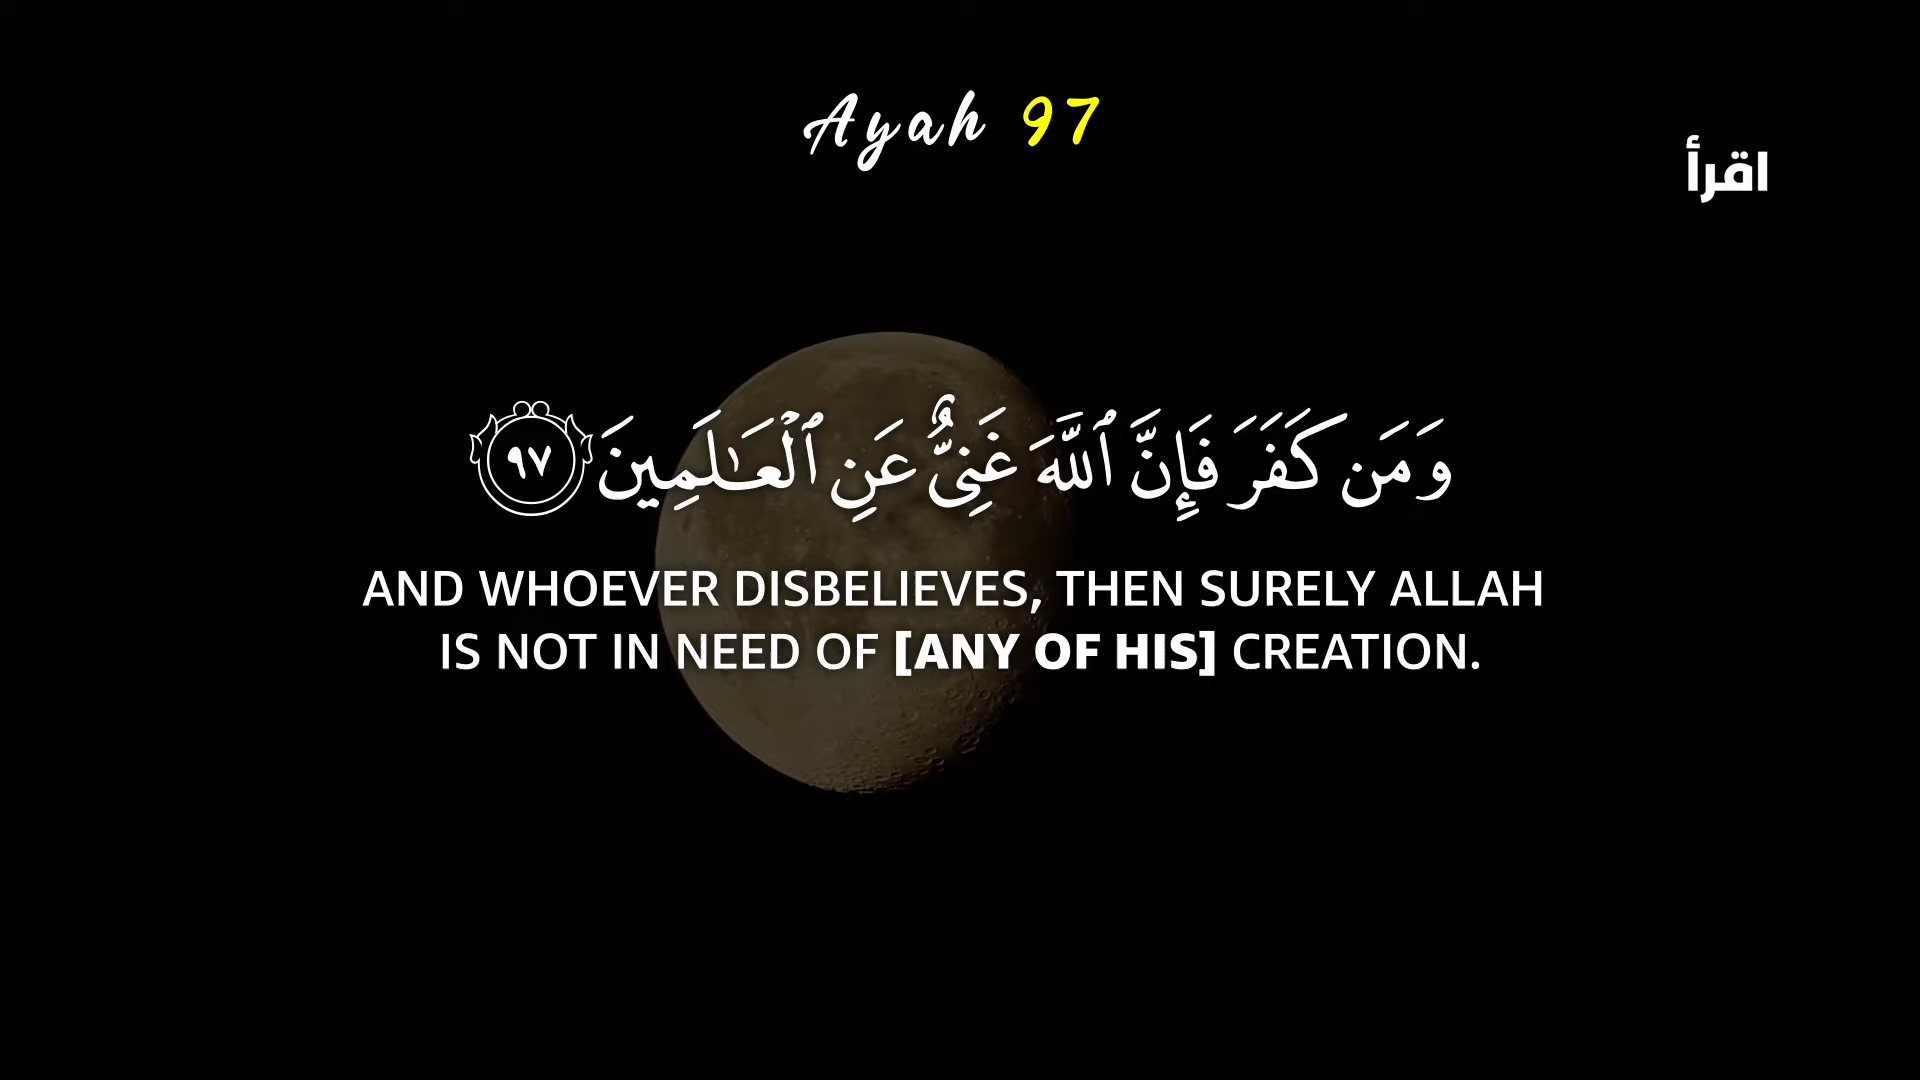 Ayah 97
اقرأ
وَمَن كَفَرَ فَإِنَّ ٱللَّهَ غَنِىٌّ عَنِ ٱلْعَـٰلَمِينَ ٩٧
AND WHOEVER DISBELIEVES, THEN SURELY ALLAH
IS NOT IN NEED OF [ANY OF HIS] CREATION.